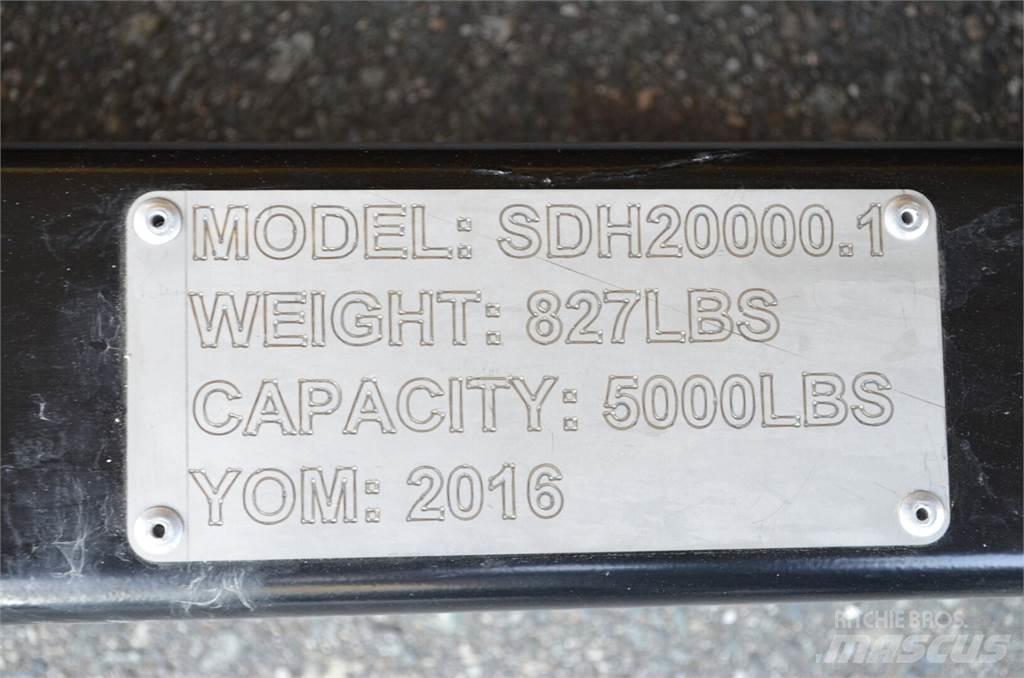 MODEL: SDH20000.1
WEIGHT: 827LBS
CAPACITY: 5000LBS
YOM: 2016
RITCHIE BROS.
MASCUS